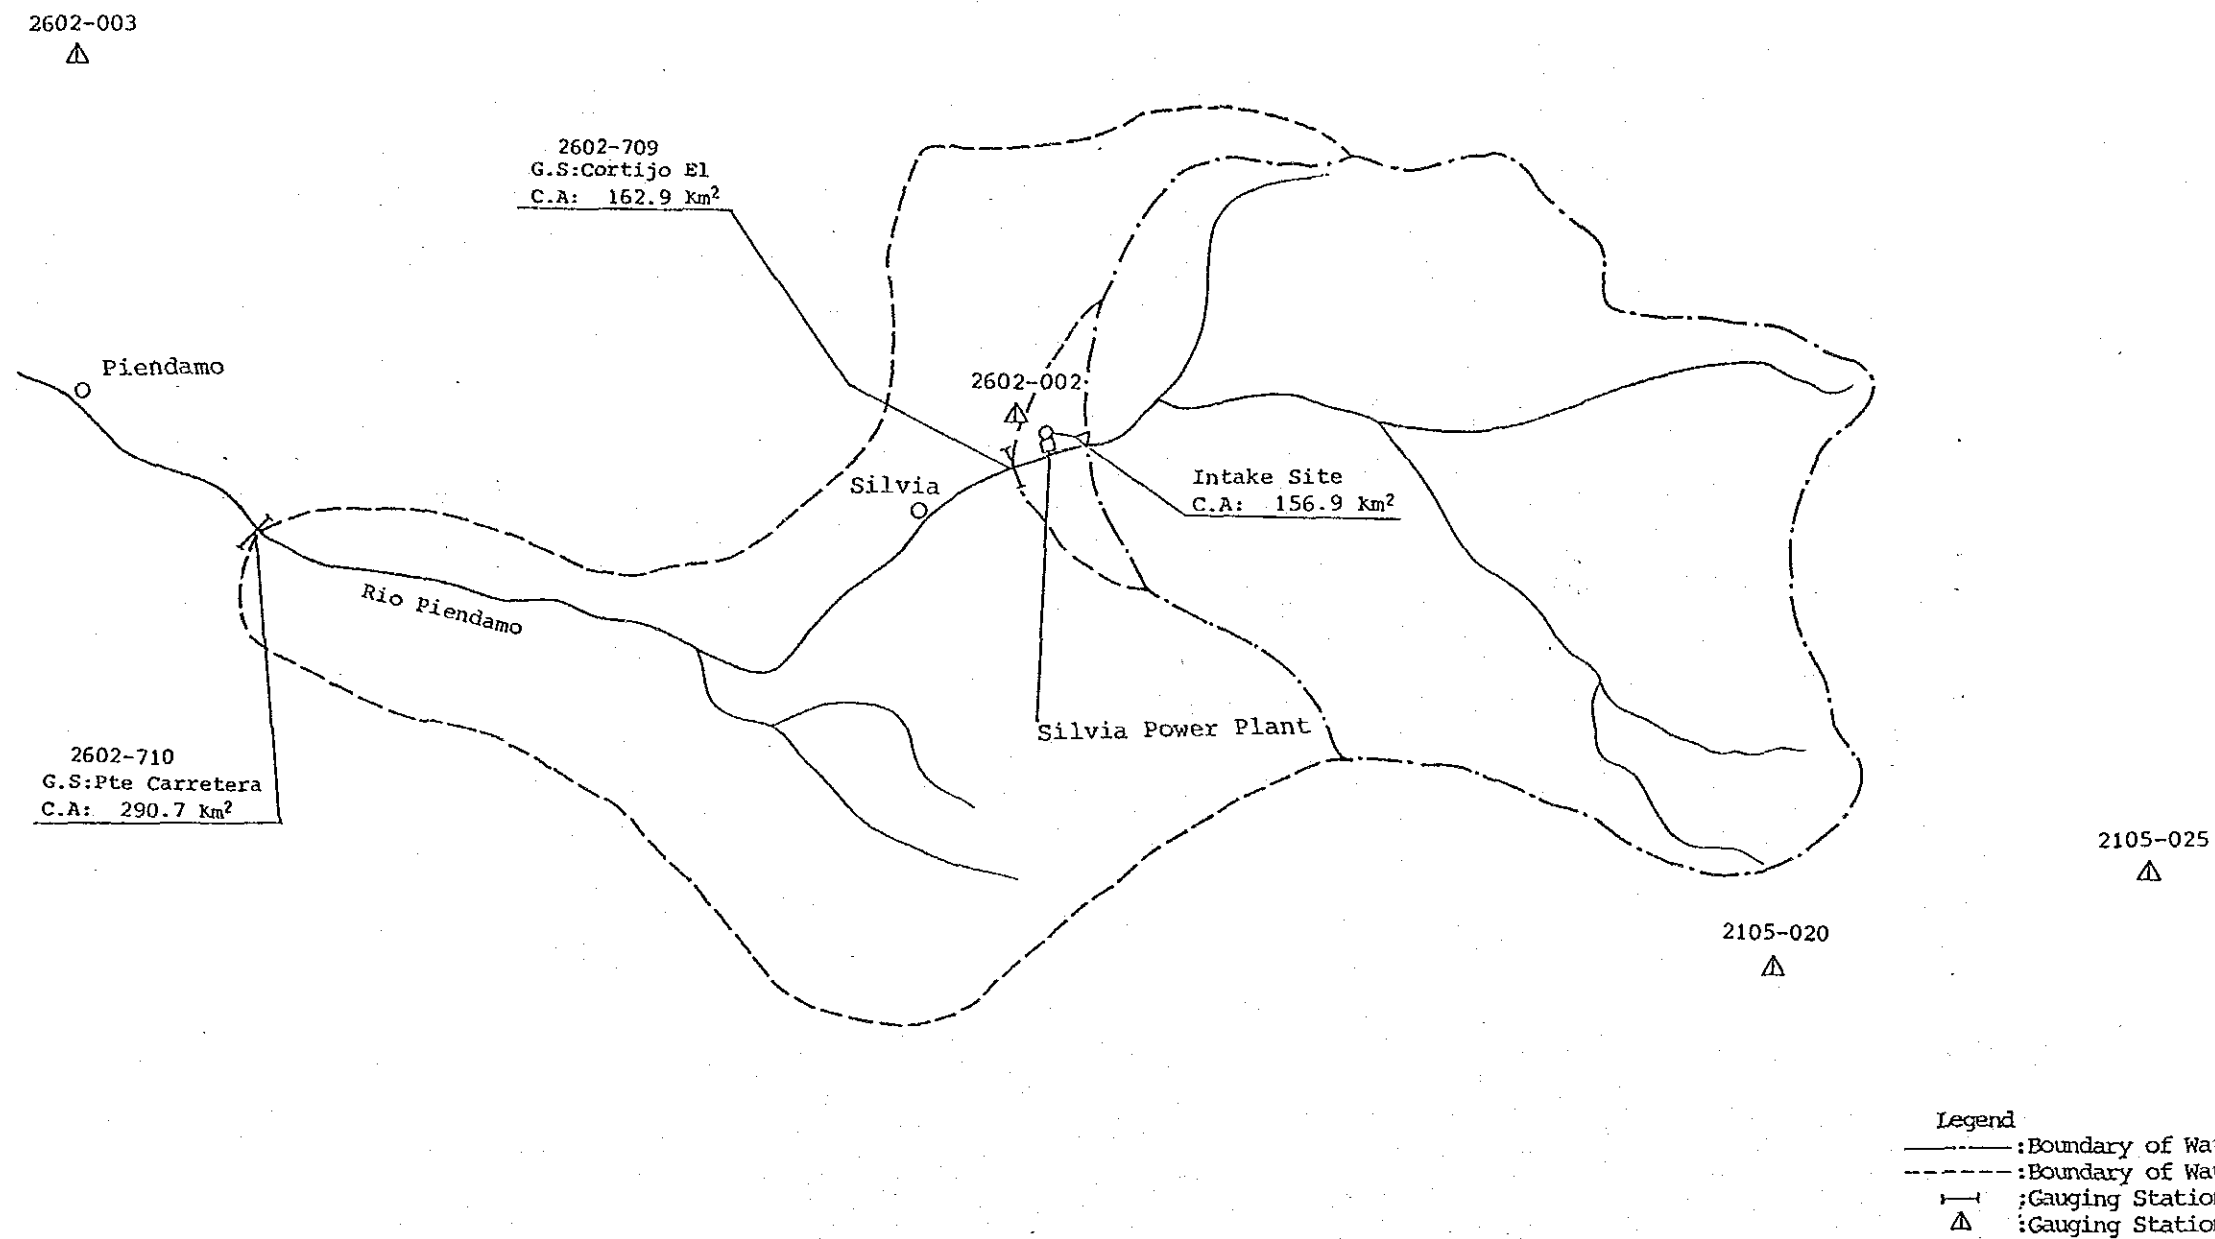 2602-003
2602-709
G.S:Cortijo El
C.A: 162.9 Km²
Piendamo
2602-002
Silvia
Intake Site
C.A: 156.9 Km²
Rio Piendamo
Silvia Power Plant
2602-710
G.S:Pte Carretera
C.A: 290.7 Km²
2105-025
2105-020
Legend
:Boundary of Wa
:Boundary of Wa
:Gauging Statio
:Gauging Statio